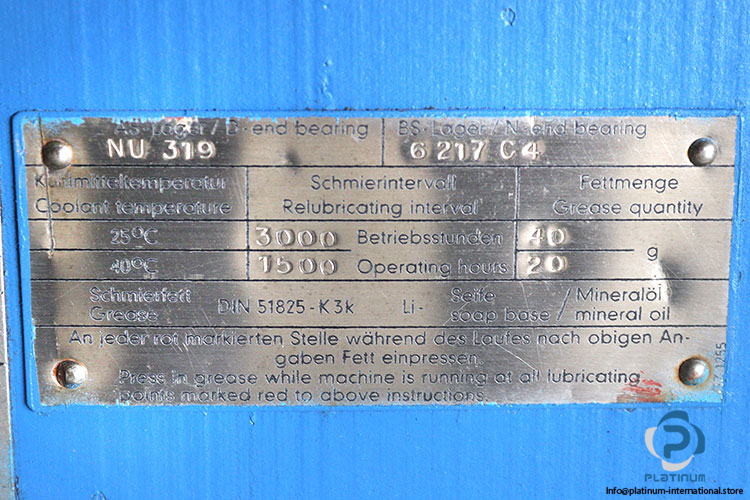 AS-Lager / D-end bearing BS-Lager / N-end bearing
NU 319 6217 C4
Kühlmitteltemperatur Schmierintervall Fettmenge
Coolant temperature Relubricating interval Grease quantity
25°C 3000 Betriebsstunden 40 g
40°C 1500 Operating hours 20
Schmierfett DIN 51825-K3k Li- Seife / Mineralöl
Grease soap base / mineral oil
An jeder rot markierten Stelle während des Laufes nach obigen An-
gaben Fett einpressen.
Press in grease while machine is running at all lubricating
points marked red to above instructions.
1255
PLATINUM
Info@platinum-international.store